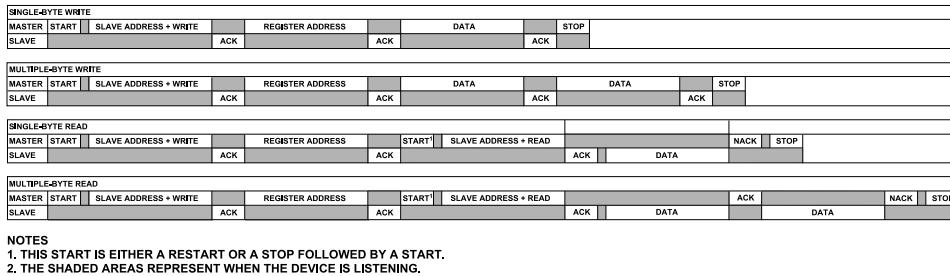 SINGLE-BYTE WRITE
MASTER START SLAVE ADDRESS + WRITE REGISTER ADDRESS DATA STOP
SLAVE ACK ACK ACK
MULTIPLE-BYTE WRITE
MASTER START SLAVE ADDRESS + WRITE REGISTER ADDRESS DATA DATA STOP
SLAVE ACK ACK ACK ACK
SINGLE-BYTE READ
MASTER START SLAVE ADDRESS + WRITE REGISTER ADDRESS START1 SLAVE ADDRESS + READ NACK STOP
SLAVE ACK ACK ACK DATA
MULTIPLE-BYTE READ
MASTER START SLAVE ADDRESS + WRITE REGISTER ADDRESS START1 SLAVE ADDRESS + READ ACK NACK STOP
SLAVE ACK ACK ACK DATA DATA
NOTES
1. THIS START IS EITHER A RESTART OR A STOP FOLLOWED BY A START.
2. THE SHADED AREAS REPRESENT WHEN THE DEVICE IS LISTENING.